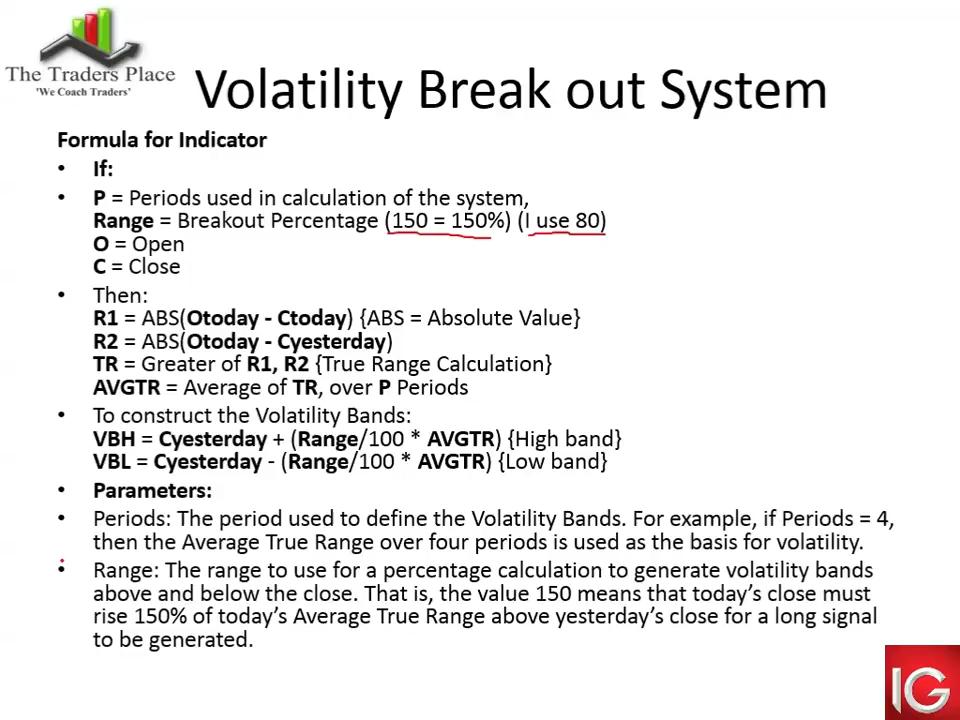 The Traders Place
'We Coach Traders'
Volatility Break out System
Formula for Indicator
• If:
• P = Periods used in calculation of the system,
Range = Breakout Percentage (150 = 150%) (I use 80)
O = Open
C = Close
• Then:
R1 = ABS(Otoday - Ctoday) {ABS = Absolute Value}
R2 = ABS(Otoday - Cyesterday)
TR = Greater of R1, R2 {True Range Calculation}
AVGTR = Average of TR, over P Periods
• To construct the Volatility Bands:
VBH = Cyesterday + (Range/100 * AVGTR) {High band}
VBL = Cyesterday - (Range/100 * AVGTR) {Low band}
• Parameters:
• Periods: The period used to define the Volatility Bands. For example, if Periods = 4,
then the Average True Range over four periods is used as the basis for volatility.
• Range: The range to use for a percentage calculation to generate volatility bands
above and below the close. That is, the value 150 means that today's close must
rise 150% of today's Average True Range above yesterday's close for a long signal
to be generated.
IG